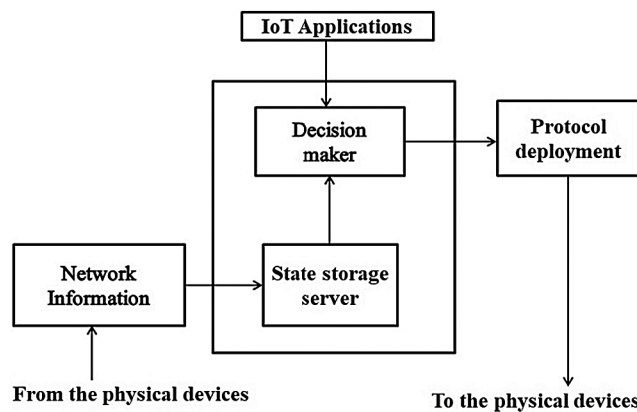 IoT Applications
Decision
maker
Protocol
deployment
Network
Information
State storage
server
From the physical devices
To the physical devices